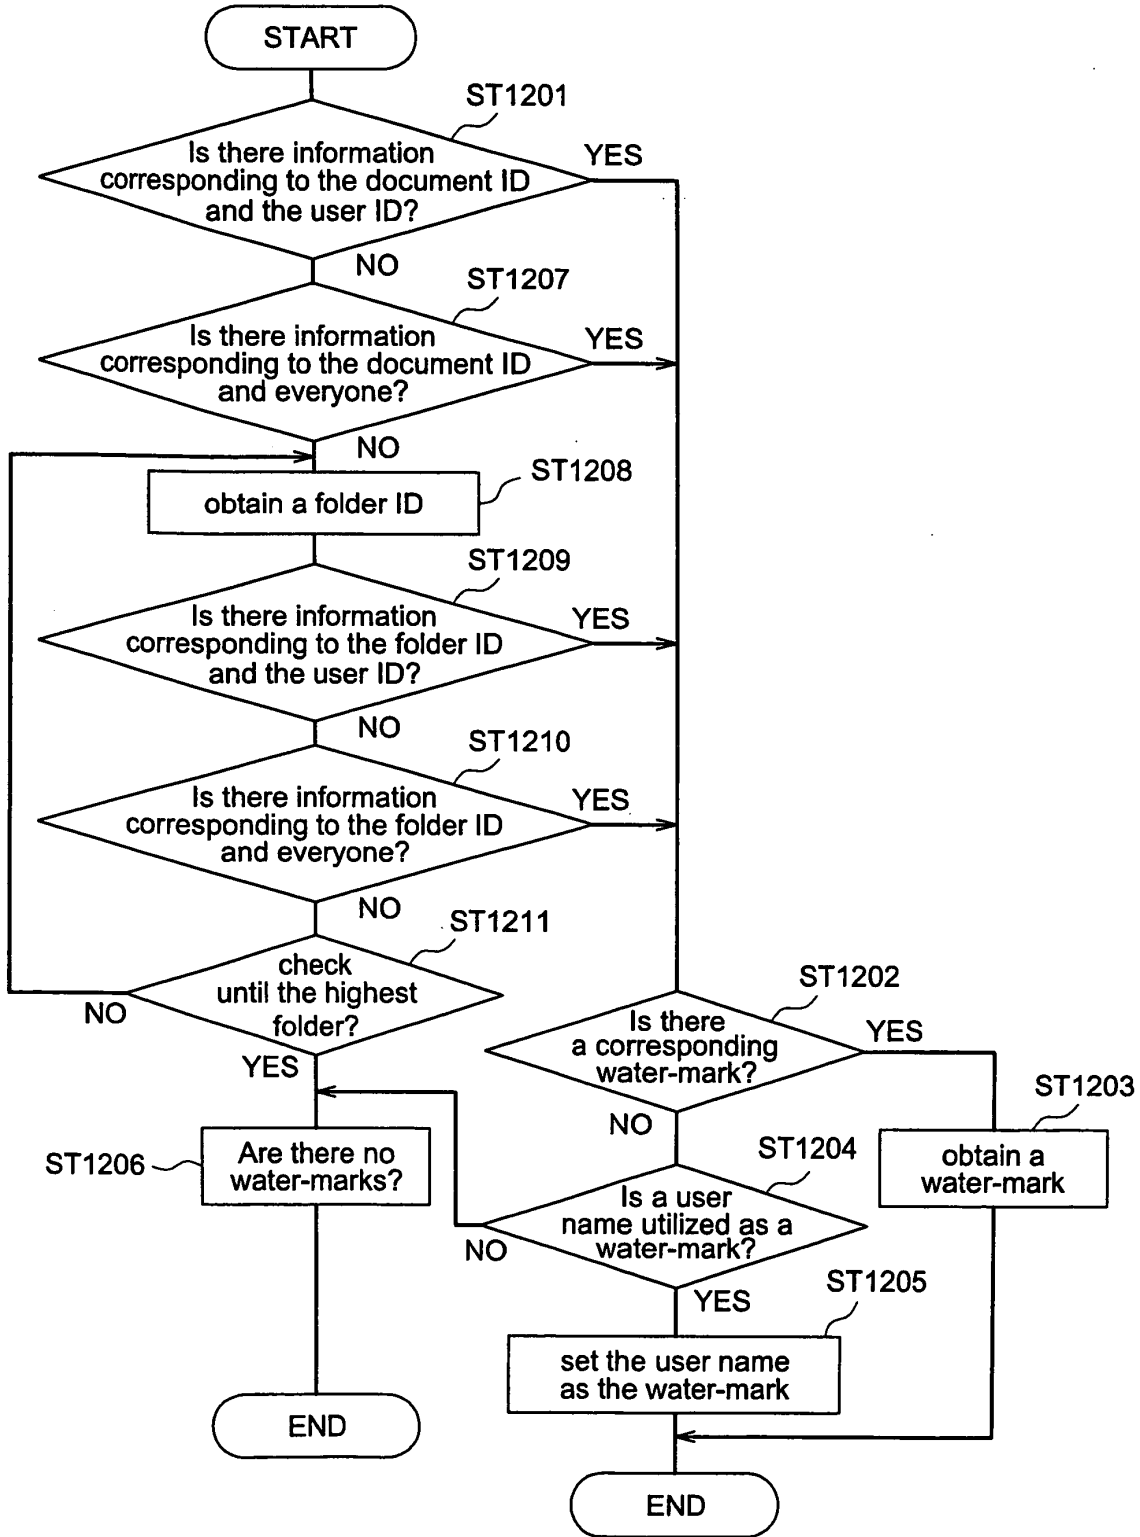 START
ST1201
Is there information
corresponding to the document ID
and the user ID?
YES
NO
ST1207
Is there information
corresponding to the document ID
and everyone?
YES
NO
ST1208
obtain a folder ID
ST1209
Is there information
corresponding to the folder ID
and the user ID?
YES
NO
ST1210
Is there information
corresponding to the folder ID
and everyone?
YES
NO
ST1211
check
until the highest
folder?
NO
YES
ST1202
Is there
a corresponding
water-mark?
YES
NO
ST1203
obtain a
water-mark
ST1206
Are there no
water-marks?
ST1204
Is a user
name utilized as a
water-mark?
NO
YES
ST1205
set the user name
as the water-mark
END
END